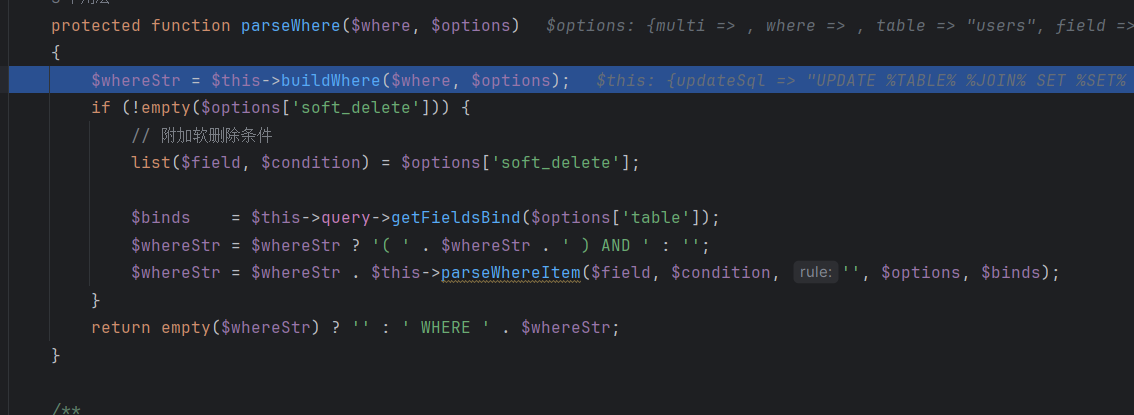 protected function parseWhere($where, $options)   $options: {multi => , where => , table => "users", field =>
{
    $whereStr = $this->buildWhere($where, $options);   $this: {updateSql => "UPDATE %TABLE% %JOIN% SET %SET%
    if (!empty($options['soft_delete'])) {
        // 附加软删除条件
        list($field, $condition) = $options['soft_delete'];
        $binds    = $this->query->getFieldsBind($options['table']);
        $whereStr = $whereStr ? '( ' . $whereStr . ' ) AND ' : '';
        $whereStr = $whereStr . $this->parseWhereItem($field, $condition, rule: '', $options, $binds);
    }
    return empty($whereStr) ? '' : ' WHERE ' . $whereStr;
}
/**